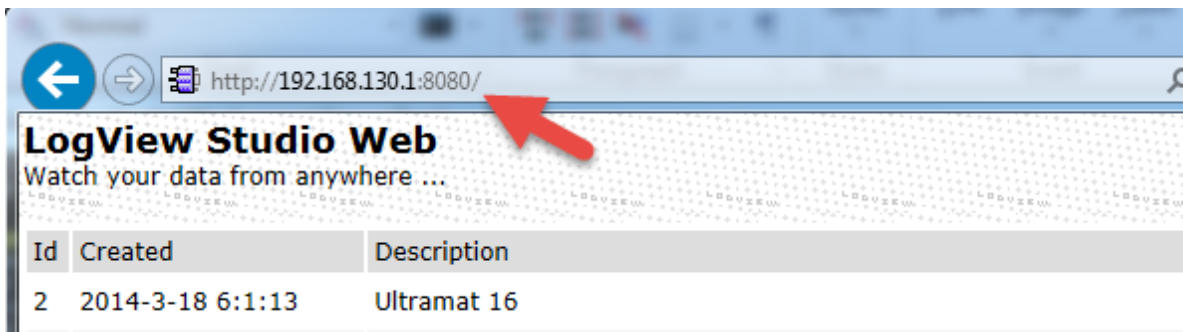 http://192.168.130.1:8080/
LogView Studio Web
Watch your data from anywhere ...
Id Created Description
2 2014-3-18 6:1:13 Ultramat 16